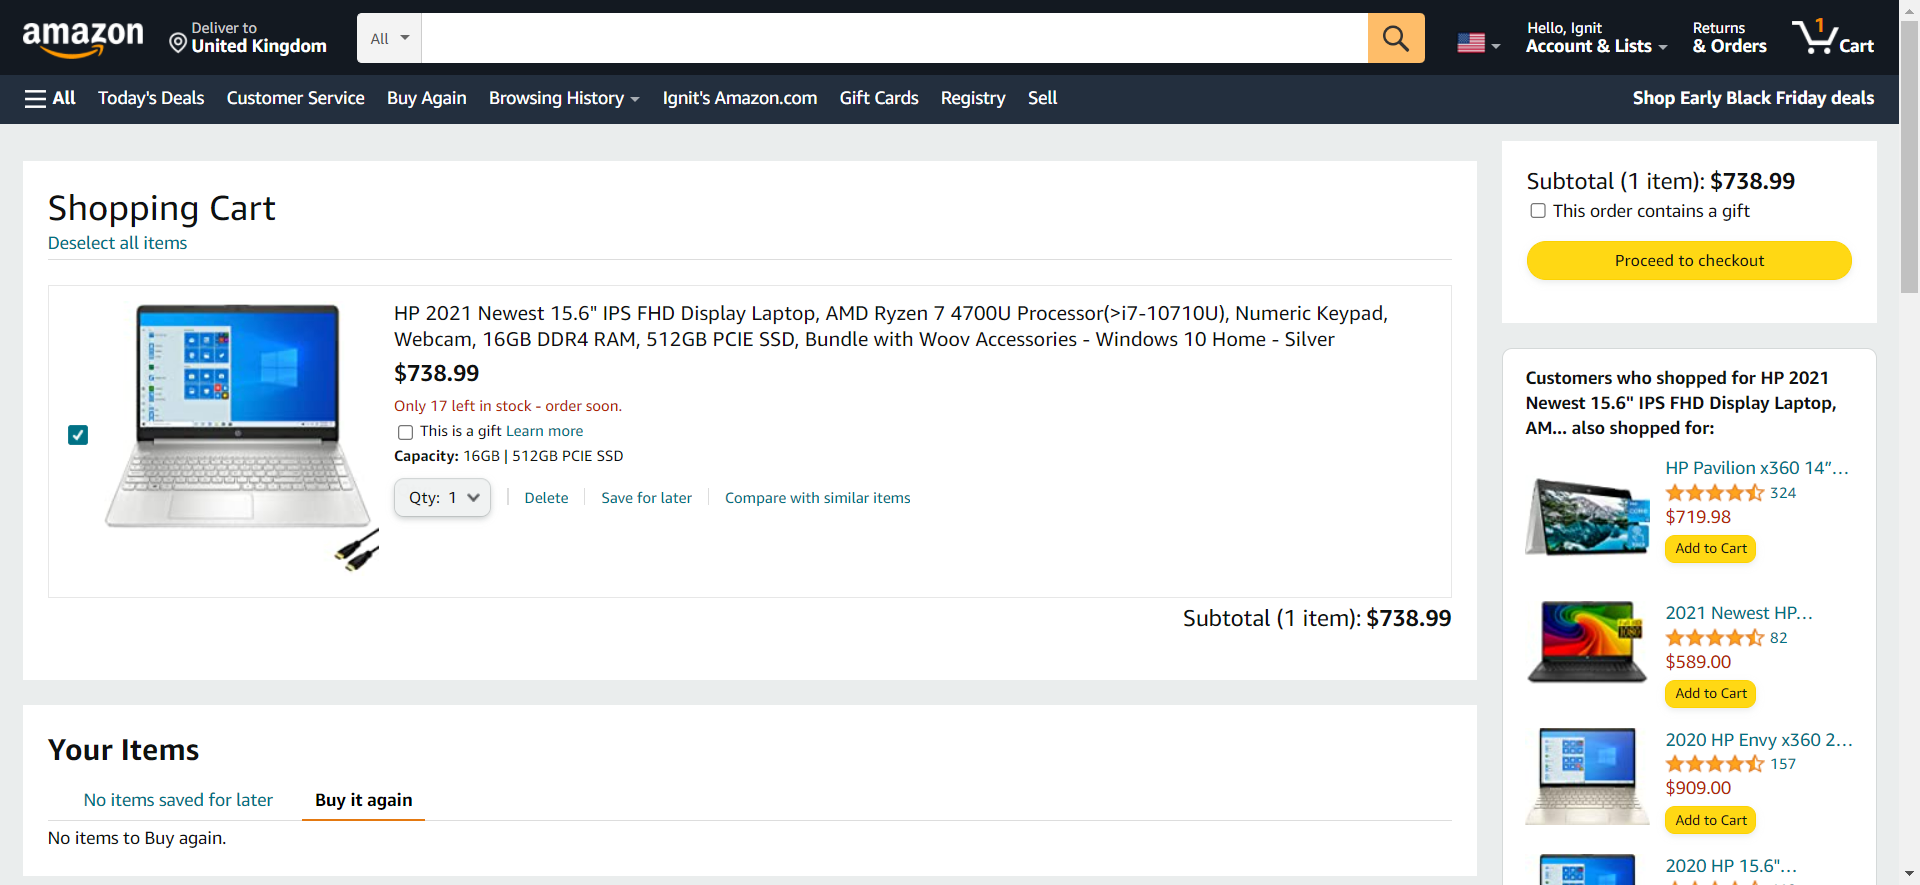 amazon
Deliver to
United Kingdom
All
Hello, Ignit
Account & Lists
Returns
& Orders
1
Cart
All
Today's Deals
Customer Service
Buy Again
Browsing History
Ignit's Amazon.com
Gift Cards
Registry
Sell
Shop Early Black Friday deals
Shopping Cart
Deselect all items
HP 2021 Newest 15.6" IPS FHD Display Laptop, AMD Ryzen 7 4700U Processor(>i7-10710U), Numeric Keypad,
Webcam, 16GB DDR4 RAM, 512GB PCIE SSD, Bundle with Woov Accessories - Windows 10 Home - Silver
$738.99
Only 17 left in stock - order soon.
This is a gift Learn more
Capacity: 16GB | 512GB PCIE SSD
Qty: 1
Delete
Save for later
Compare with similar items
Subtotal (1 item): $738.99
Your Items
No items saved for later
Buy it again
No items to Buy again.
Subtotal (1 item): $738.99
This order contains a gift
Proceed to checkout
Customers who shopped for HP 2021
Newest 15.6" IPS FHD Display Laptop,
AM... also shopped for:
HP Pavilion x360 14”...
324
$719.98
Add to Cart
2021 Newest HP...
82
$589.00
Add to Cart
2020 HP Envy x360 2...
157
$909.00
Add to Cart
2020 HP 15.6"...